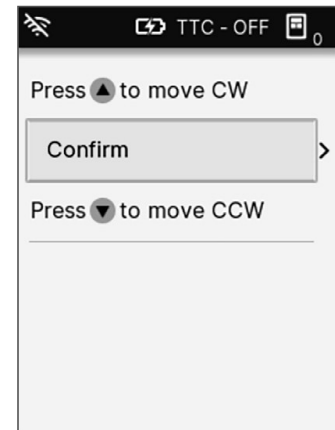 TTC - OFF 0
Press ▲ to move CW
Confirm
Press ▼ to move CCW